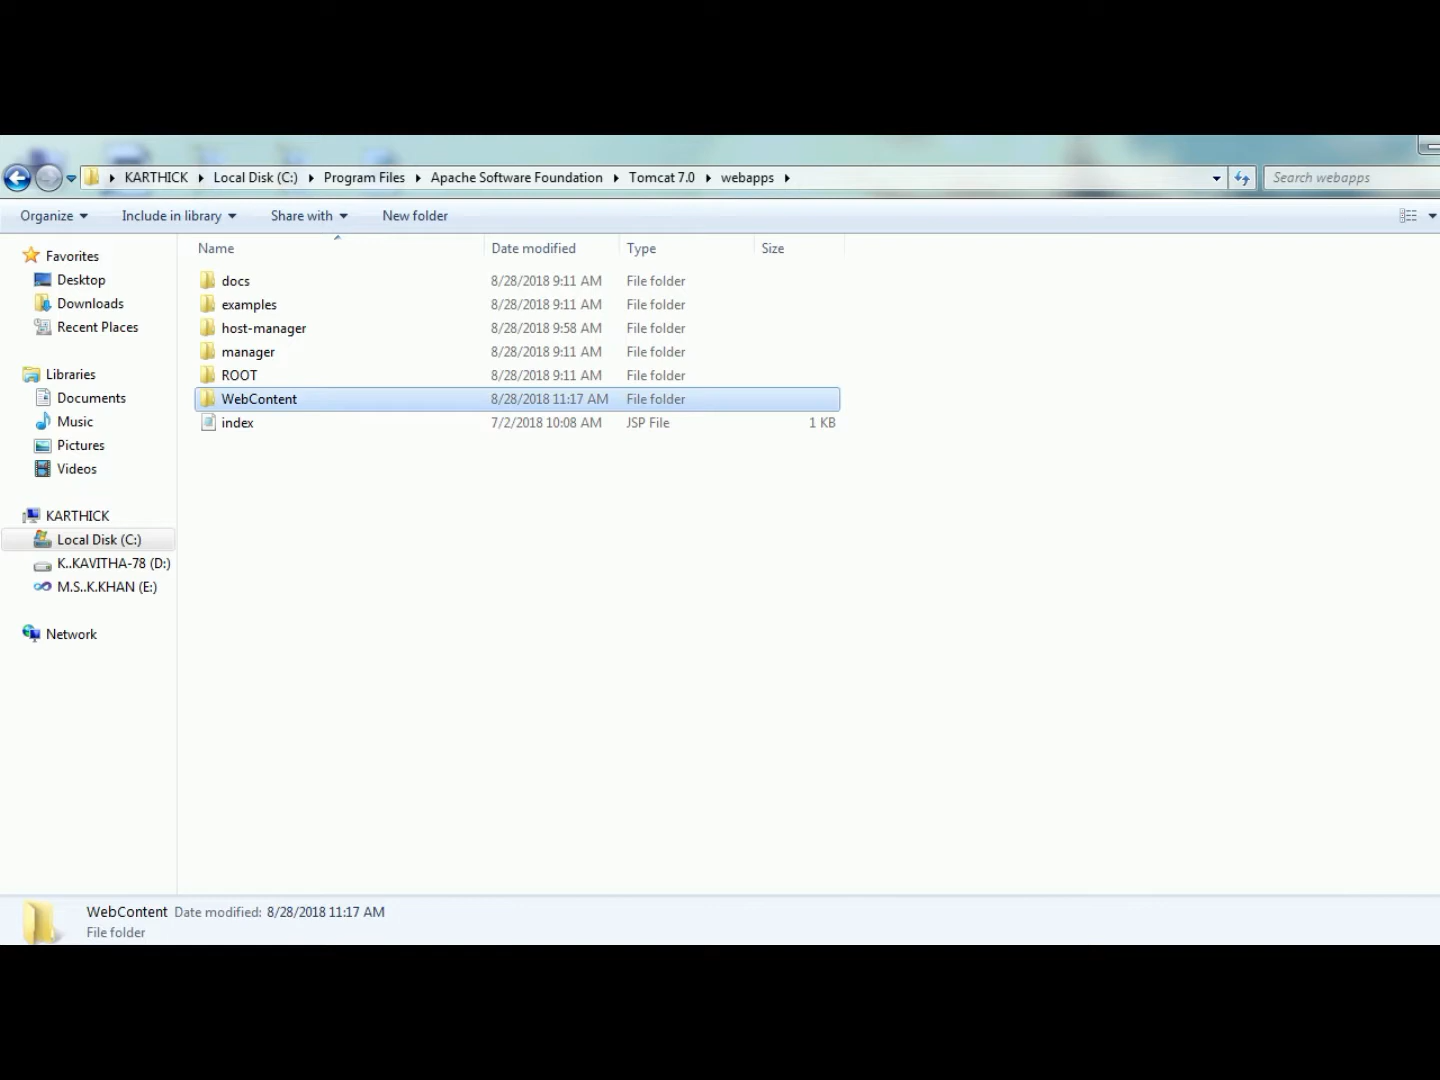 KARTHICK Local Disk (C:) Program Files Apache Software Foundation Tomcat 7.0 webapps Search webapps
Organize Include in library Share with New folder
Name Date modified Type Size
Favorites
Desktop
Downloads
Recent Places
Libraries
Documents
Music
Pictures
Videos
KARTHICK
Local Disk (C:)
K..KAVITHA-78 (D:)
M.S..K.KHAN (E:)
Network
docs 8/28/2018 9:11 AM File folder
examples 8/28/2018 9:11 AM File folder
host-manager 8/28/2018 9:58 AM File folder
manager 8/28/2018 9:11 AM File folder
ROOT 8/28/2018 9:11 AM File folder
WebContent 8/28/2018 11:17 AM File folder
index 7/2/2018 10:08 AM JSP File 1 KB
WebContent Date modified: 8/28/2018 11:17 AM
File folder